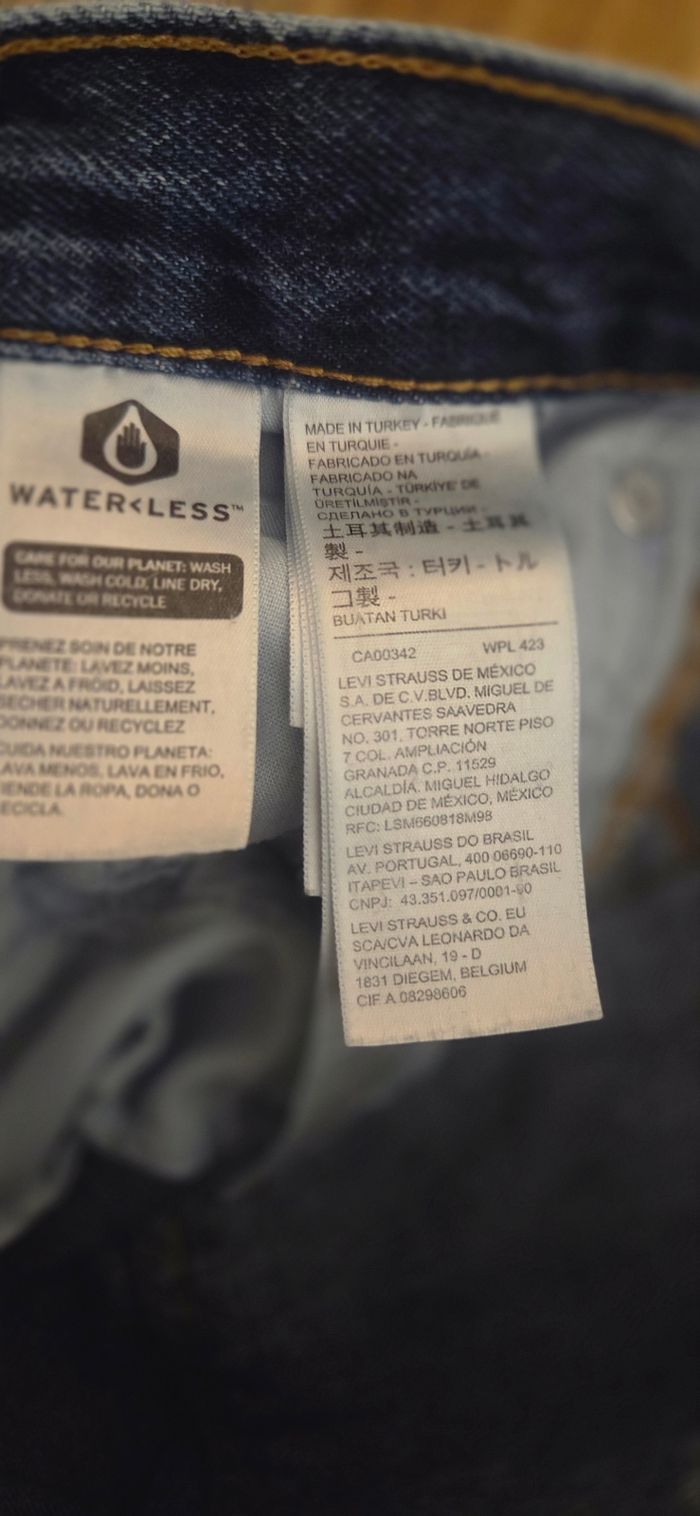 WATER<LESS™
CARE FOR OUR PLANET: WASH
LESS, WASH COLD, LINE DRY,
DONATE OR RECYCLE
PRENEZ SOIN DE NOTRE
PLANETE: LAVEZ MOINS,
LAVEZ A FROID, LAISSEZ
SECHER NATURELLEMENT,
DONNEZ OU RECYCLEZ
CUIDA NUESTRO PLANETA:
LAVA MENOS, LAVA EN FRIO,
TIENDE LA ROPA, DONA O
RECICLA
MADE IN TURKEY - FABRIQUÉ
EN TURQUIE -
FABRICADO EN TURQUÍA -
FABRICADO NA
TURQUÍA - TÜRKİYE' DE
ÜRETİLMİŞTİR -
СДЕЛАНО В ТУРЦИИ -
土耳其制造 - 土耳其
製 -
제조국 : 터키 - トル
コ製 -
BUATAN TURKI
CA00342 WPL 423
LEVI STRAUSS DE MÉXICO
S.A. DE C.V.BLVD. MIGUEL DE
CERVANTES SAAVEDRA
NO. 301. TORRE NORTE PISO
7 COL. AMPLIACIÓN
GRANADA C.P. 11529
ALCALDÍA. MIGUEL HIDALGO
CIUDAD DE MÉXICO, MÉXICO
RFC: LSM660818M98
LEVI STRAUSS DO BRASIL
AV. PORTUGAL, 400 06690-110
ITAPEVI – SAO PAULO BRASIL
CNPJ: 43.351.097/0001-90
LEVI STRAUSS & CO. EU
SCA/CVA LEONARDO DA
VINCILAAN, 19 - D
1831 DIEGEM, BELGIUM
CIF A 08298606